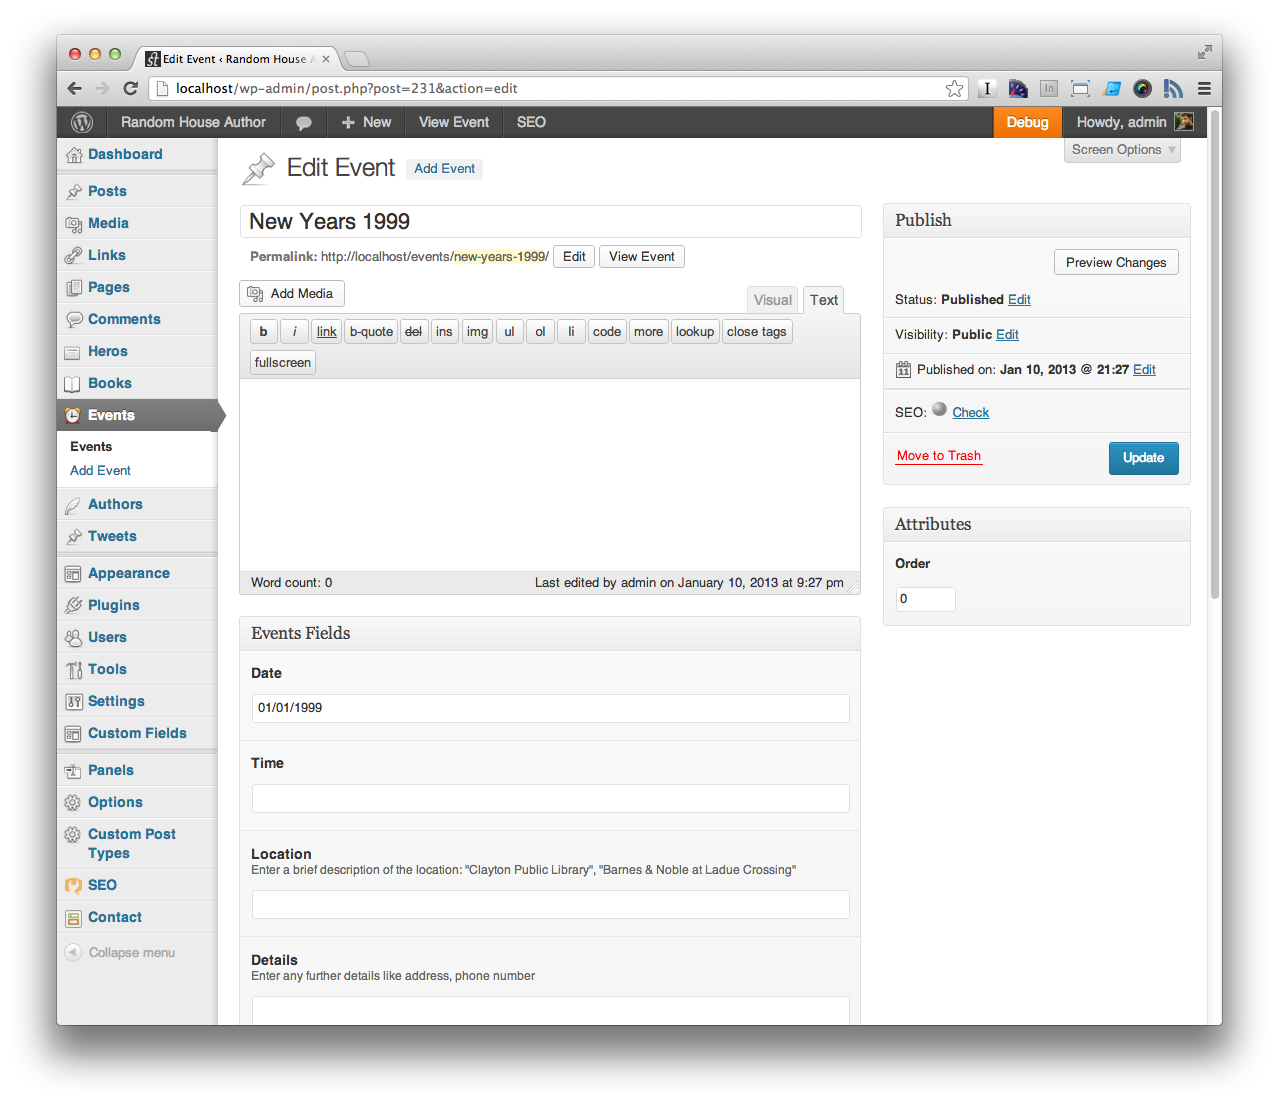 Edit Event ‹ Random House A
localhost/wp-admin/post.php?post=231&action=edit
Random House Author
New
View Event
SEO
Debug
Howdy, admin
Screen Options
Dashboard
Posts
Media
Links
Pages
Comments
Heros
Books
Events
Events
Add Event
Authors
Tweets
Appearance
Plugins
Users
Tools
Settings
Custom Fields
Panels
Options
Custom Post
Types
SEO
Contact
Collapse menu
Edit Event Add Event
New Years 1999
Permalink: http://localhost/events/new-years-1999/ Edit View Event
Add Media
Visual Text
b i link b-quote del ins img ul ol li code more lookup close tags
fullscreen
Word count: 0 Last edited by admin on January 10, 2013 at 9:27 pm
Events Fields
Date
01/01/1999
Time
Location
Enter a brief description of the location: "Clayton Public Library", "Barnes & Noble at Ladue Crossing"
Details
Enter any further details like address, phone number
Publish
Preview Changes
Status: Published Edit
Visibility: Public Edit
11 Published on: Jan 10, 2013 @ 21:27 Edit
SEO: Check
Move to Trash Update
Attributes
Order
0